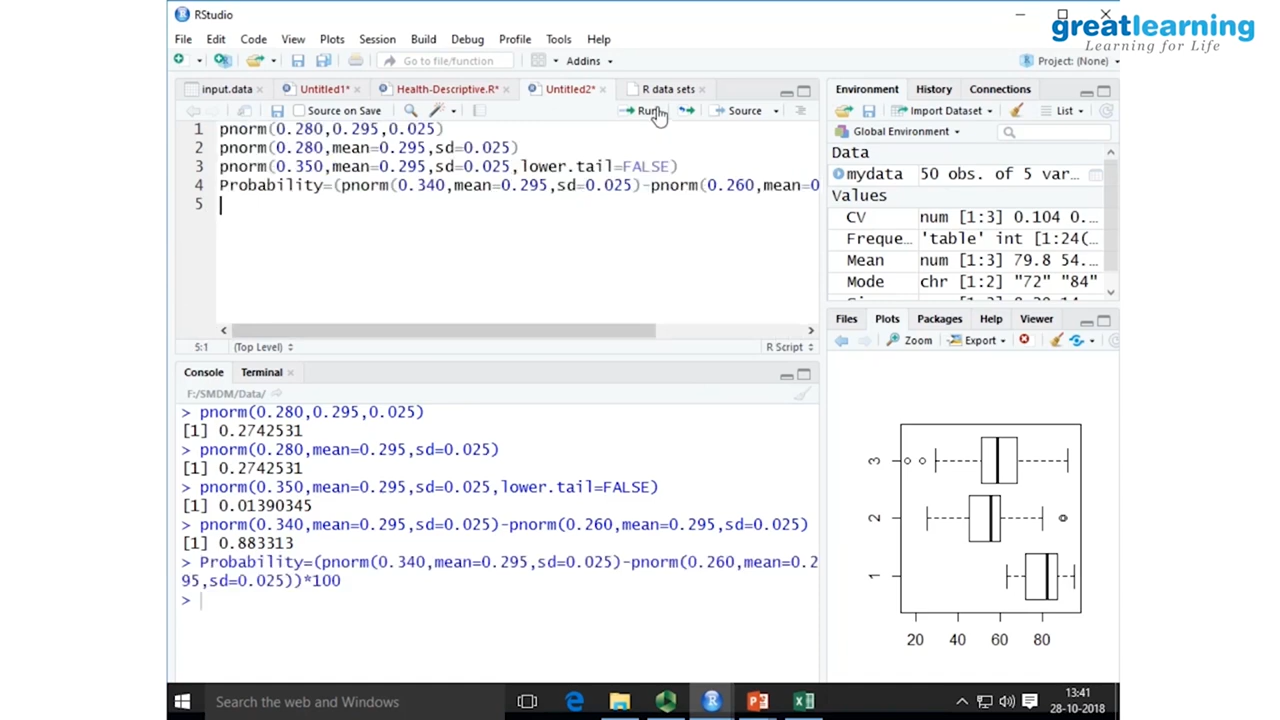 RStudio
greatlearning
Learning for Life
File Edit Code View Plots Session Build Debug Profile Tools Help
Go to file/function Addins Project: (None)
input.data Untitled1* Health-Descriptive.R* Untitled2* R data sets
Source on Save Run Source
1 pnorm(0.280,0.295,0.025)
2 pnorm(0.280,mean=0.295,sd=0.025)
3 pnorm(0.350,mean=0.295,sd=0.025,lower.tail=FALSE)
4 Probability=(pnorm(0.340,mean=0.295,sd=0.025)-pnorm(0.260,mean=0
5
5:1 (Top Level) R Script
Console Terminal
F:/SMDM/Data/
> pnorm(0.280,0.295,0.025)
[1] 0.2742531
> pnorm(0.280,mean=0.295,sd=0.025)
[1] 0.2742531
> pnorm(0.350,mean=0.295,sd=0.025,lower.tail=FALSE)
[1] 0.01390345
> pnorm(0.340,mean=0.295,sd=0.025)-pnorm(0.260,mean=0.295,sd=0.025)
[1] 0.883313
> Probability=(pnorm(0.340,mean=0.295,sd=0.025)-pnorm(0.260,mean=0.2
95,sd=0.025))*100
>
Environment History Connections
Import Dataset List
Global Environment
Data
mydata 50 obs. of 5 var...
Values
CV num [1:3] 0.104 0....
Freque... 'table' int [1:24(...
Mean num [1:3] 79.8 54....
Mode chr [1:2] "72" "84"
Files Plots Packages Help Viewer
Zoom Export
3
2
1
20 40 60 80
Search the web and Windows
13:41
28-10-2018